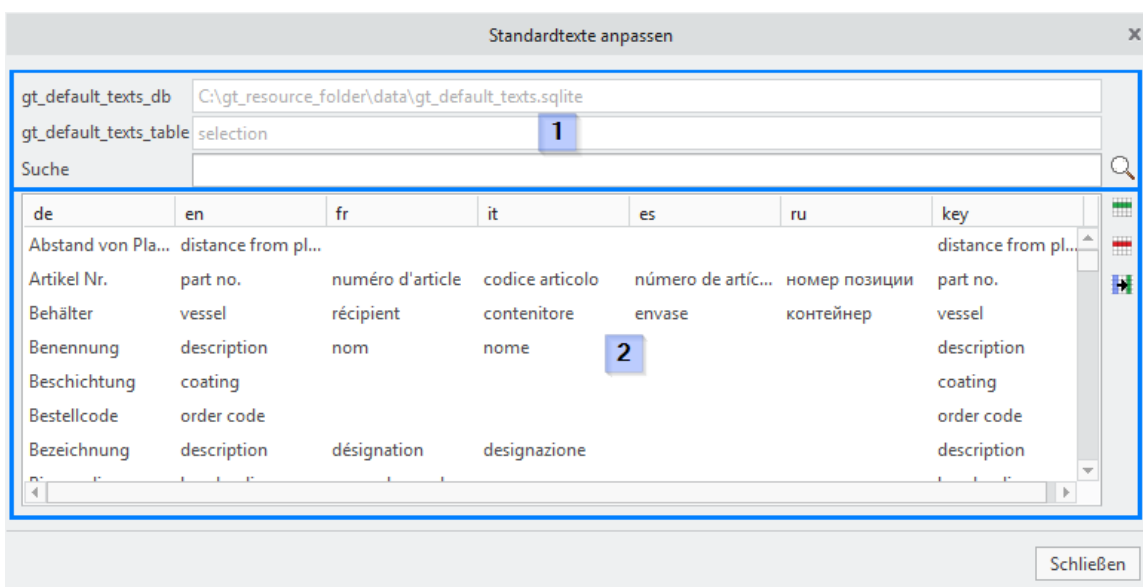 Standardtexte anpassen x
gt_default_texts_db C:\gt_resource_folder\data\gt_default_texts.sqlite
gt_default_texts_table selection
1
Suche
de en fr it es ru key
Abstand von Pla... distance from pl... distance from pl...
Artikel Nr. part no. numéro d'article codice articolo número de artíc... номер позиции part no.
Behälter vessel récipient contenitore envase контейнер vessel
Benennung description nom nome description
2
Beschichtung coating coating
Bestellcode order code order code
Bezeichnung description désignation designazione description
Schließen